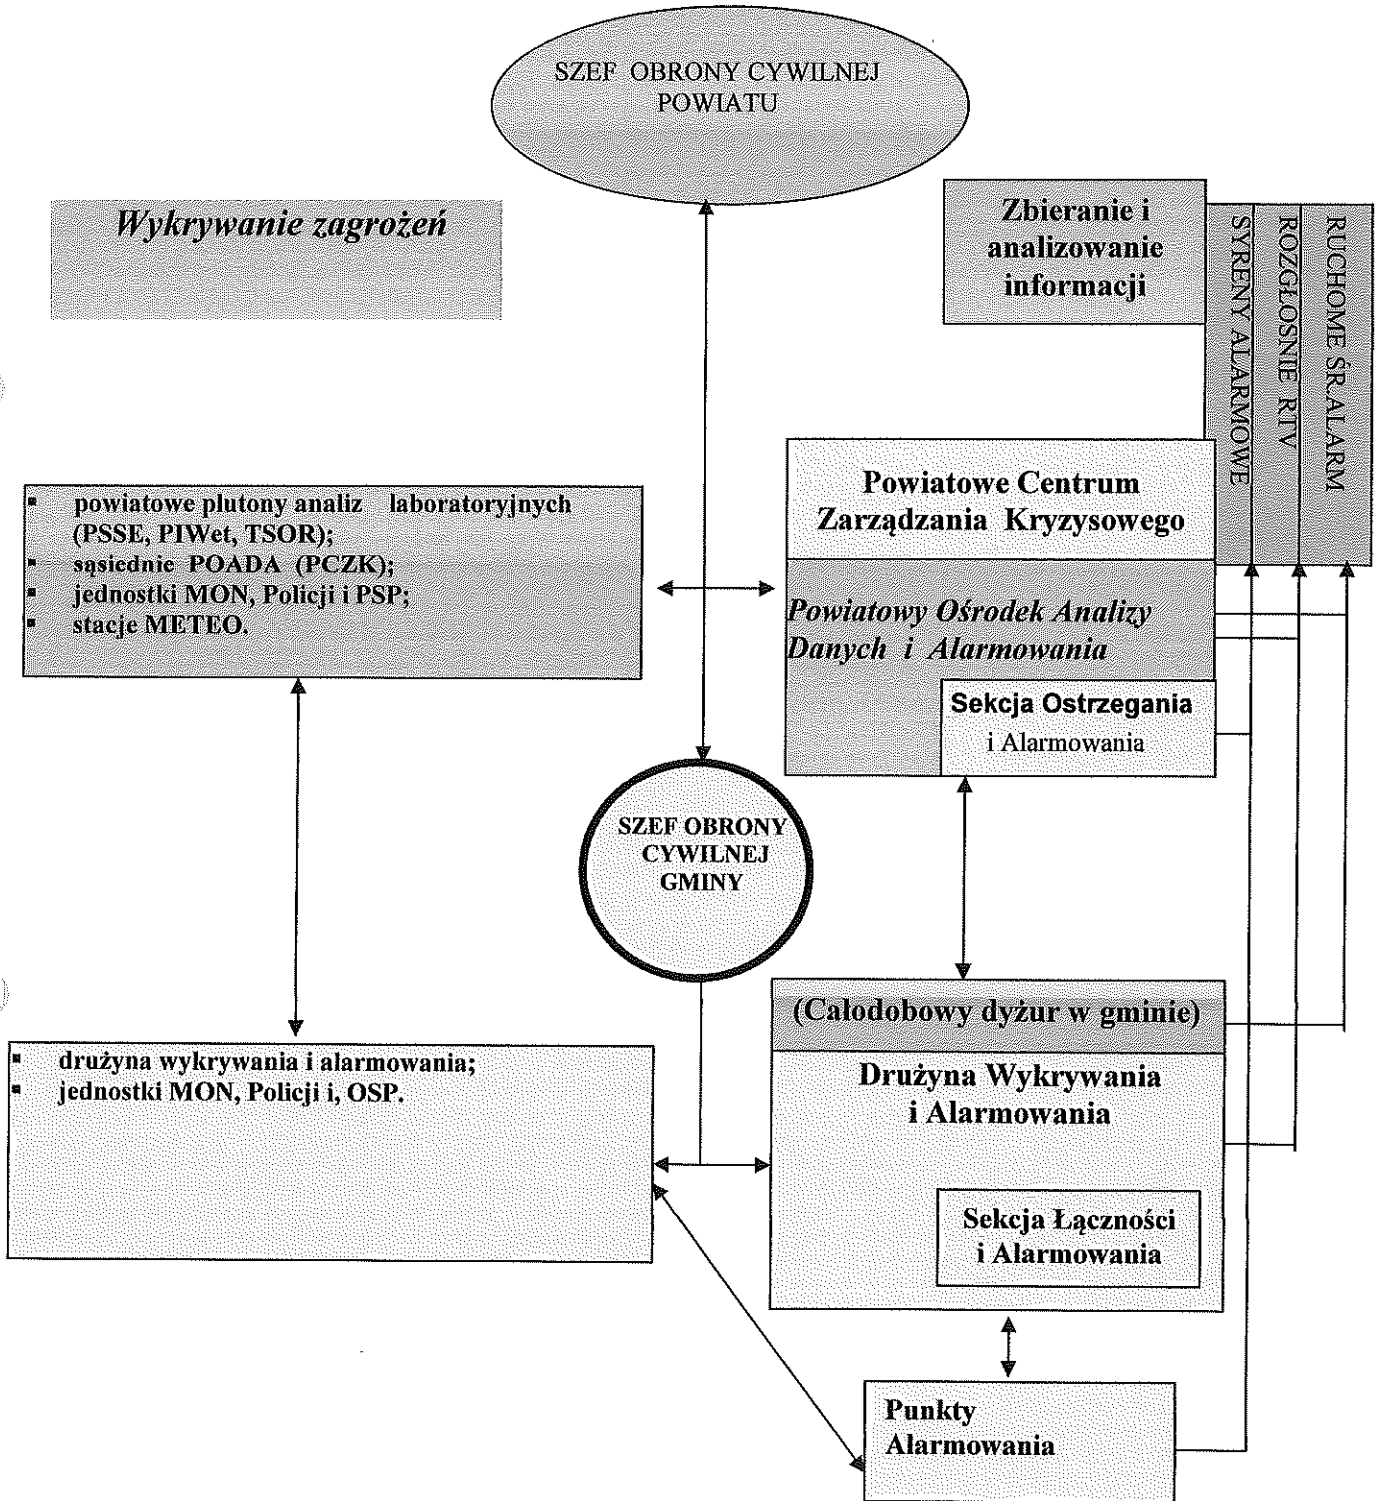 SZEF OBRONY CYWILNEJ
POWIATU
Wykrywanie zagrożeń
Zbieranie i
analizowanie
informacji
SYRENY ALARMOWE
ROZGŁOSNIE RTV
RUCHOME ŚR.ALARM
▪ powiatowe plutony analiz laboratoryjnych
(PSSE, PIWet, TSOR);
▪ sąsiednie POADA (PCZK);
▪ jednostki MON, Policji i PSP;
▪ stacje METEO.
Powiatowe Centrum
Zarządzania Kryzysowego
Powiatowy Ośrodek Analizy
Danych i Alarmowania
Sekcja Ostrzegania
i Alarmowania
SZEF OBRONY
CYWILNEJ
GMINY
▪ drużyna wykrywania i alarmowania;
▪ jednostki MON, Policji i, OSP.
(Całodobowy dyżur w gminie)
Drużyna Wykrywania
i Alarmowania
Sekcja Łączności
i Alarmowania
Punkty
Alarmowania